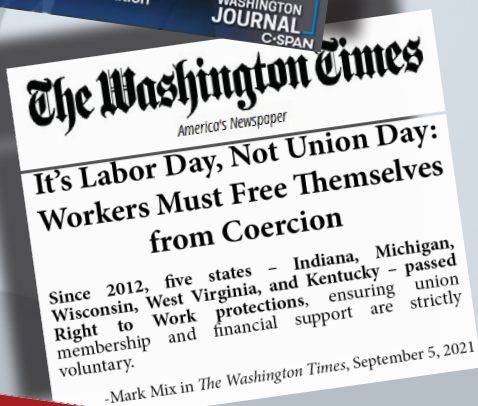 WASHINGTON
JOURNAL
C-SPAN
The Washington Times
America's Newspaper
It's Labor Day, Not Union Day:
Workers Must Free Themselves
from Coercion
Since 2012, five states – Indiana, Michigan,
Wisconsin, West Virginia, and Kentucky – passed
Right to Work protections, ensuring union
membership and financial support are strictly
voluntary.
-Mark Mix in The Washington Times, September 5, 2021